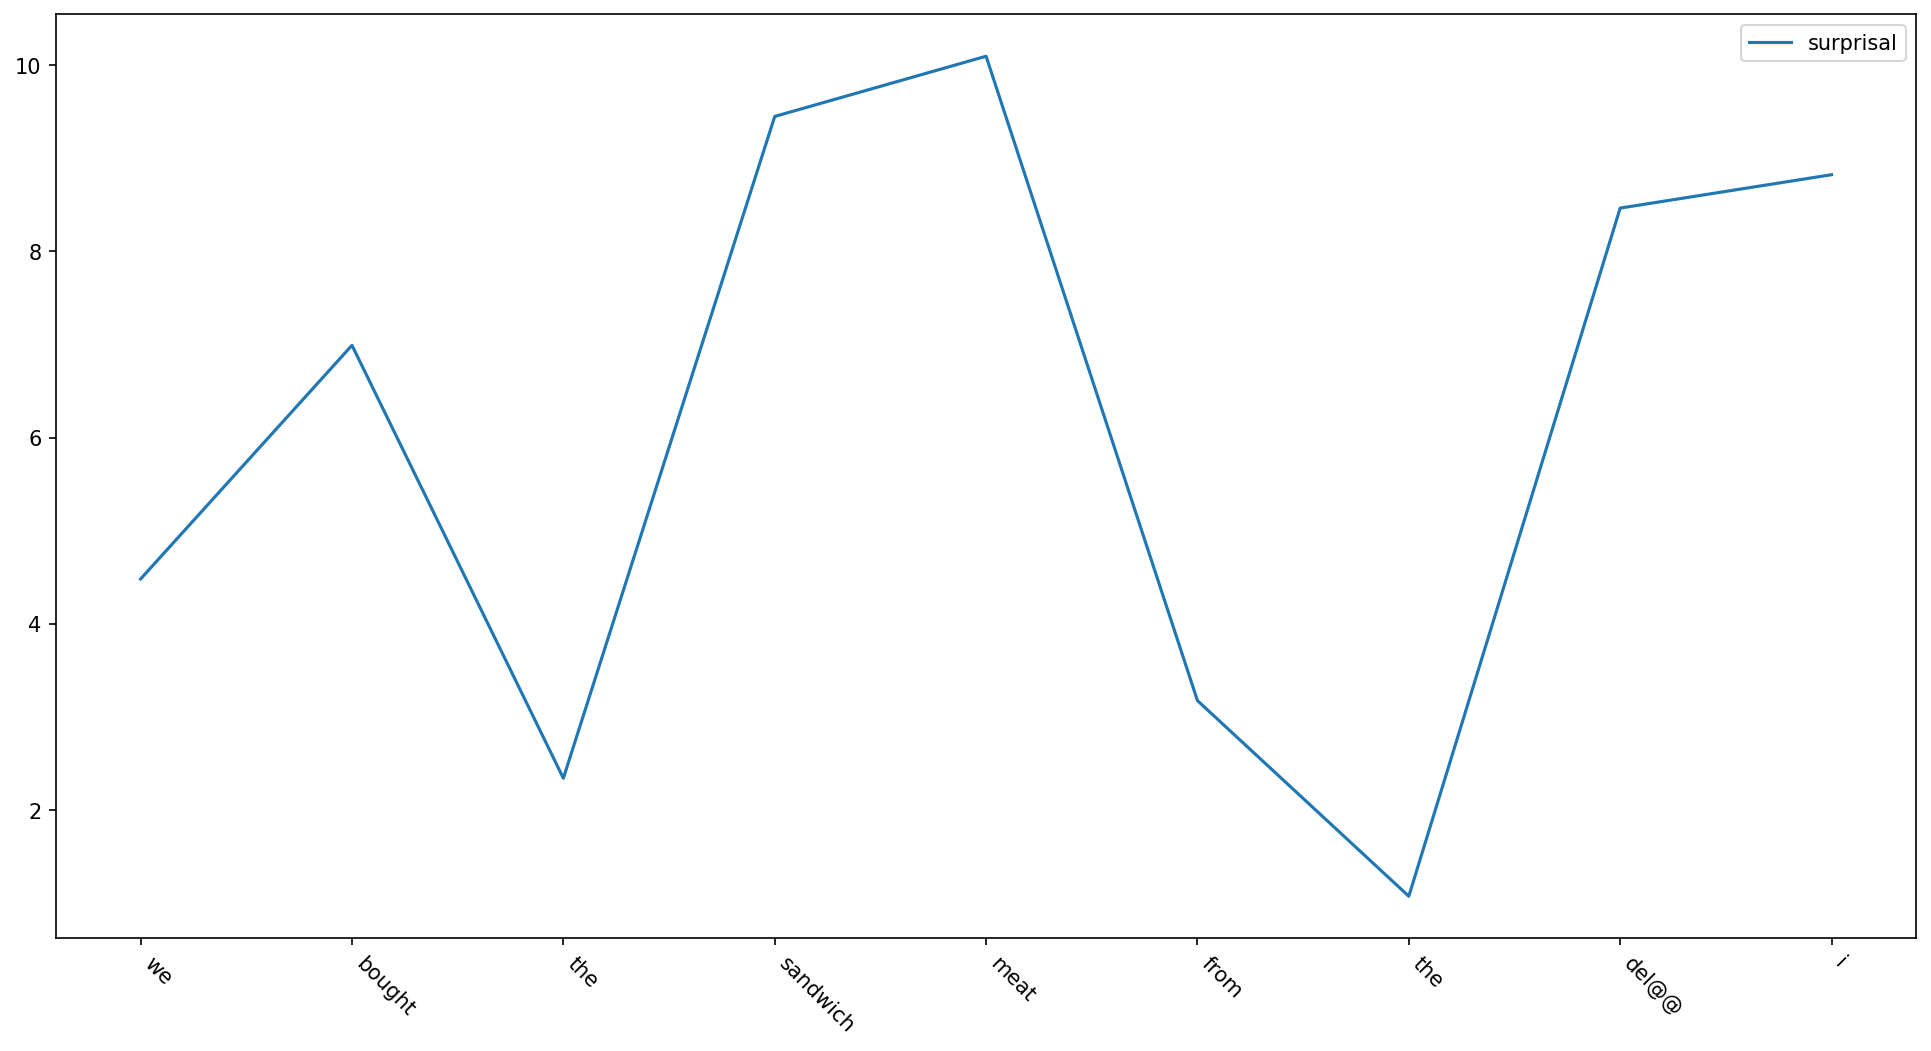 surprisal
10
8
6
4
2
we
bought
the
sandwich
meat
from
the
del@@
i